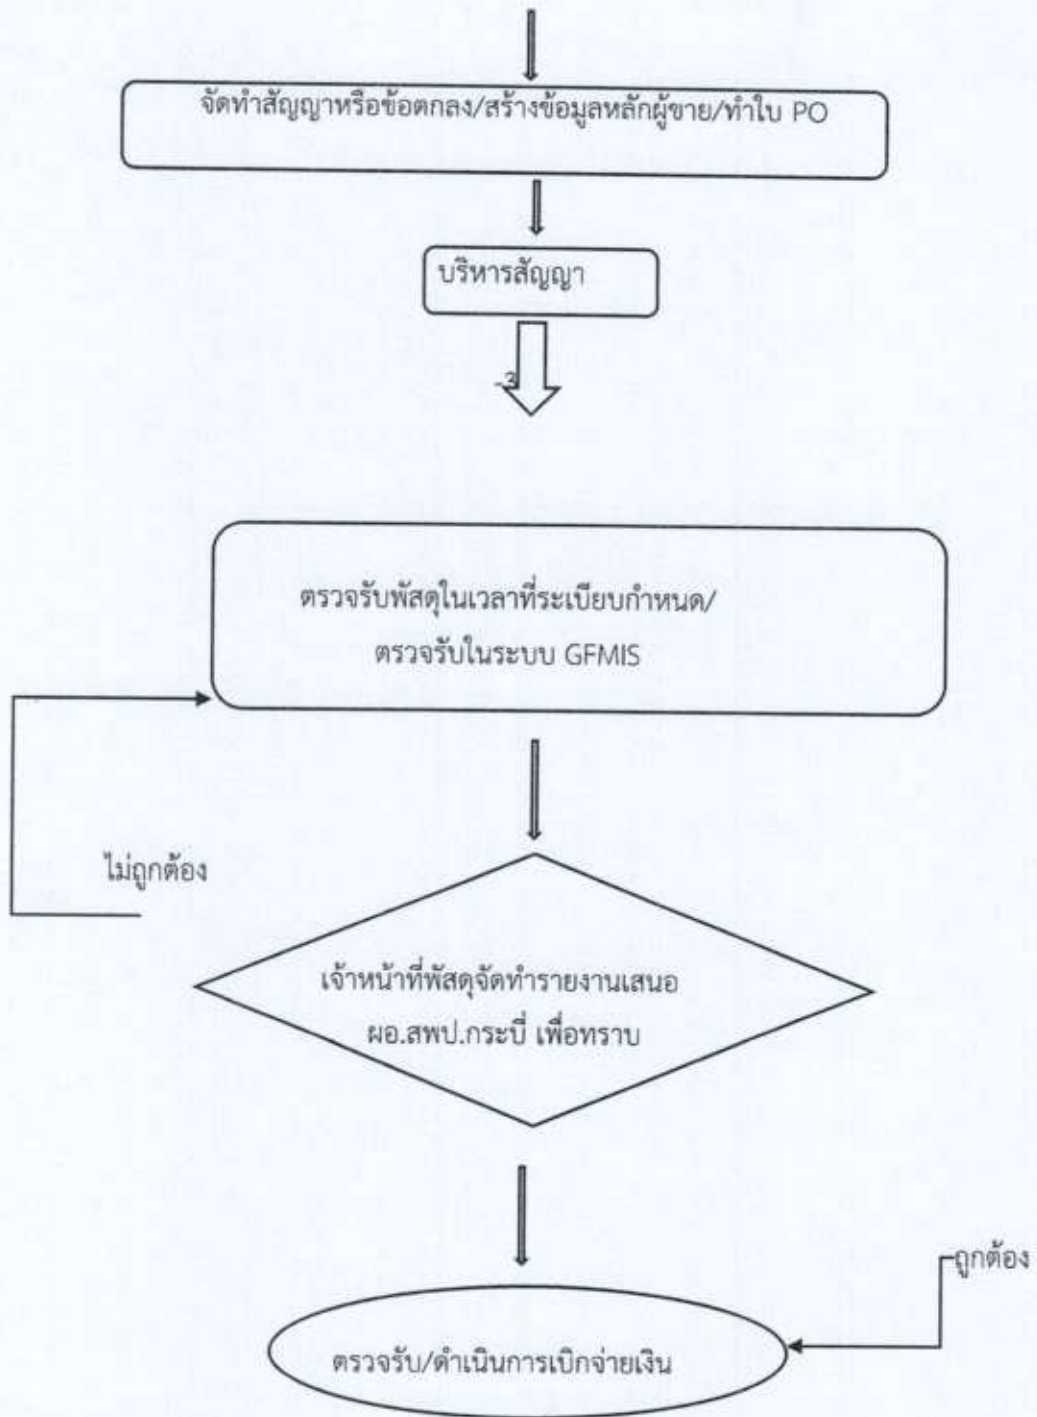 จัดทำสัญญาหรือข้อตกลง/สร้างข้อมูลหลักผู้ขาย/ทำใบ PO
บริหารสัญญา
-3
ตรวจรับพัสดุในเวลาที่ระเบียบกำหนด/
ตรวจรับในระบบ GFMIS
ไม่ถูกต้อง
เจ้าหน้าที่พัสดุจัดทำรายงานเสนอ
ผอ.สพป.กระบี่ เพื่อทราบ
ถูกต้อง
ตรวจรับ/ดำเนินการเบิกจ่ายเงิน